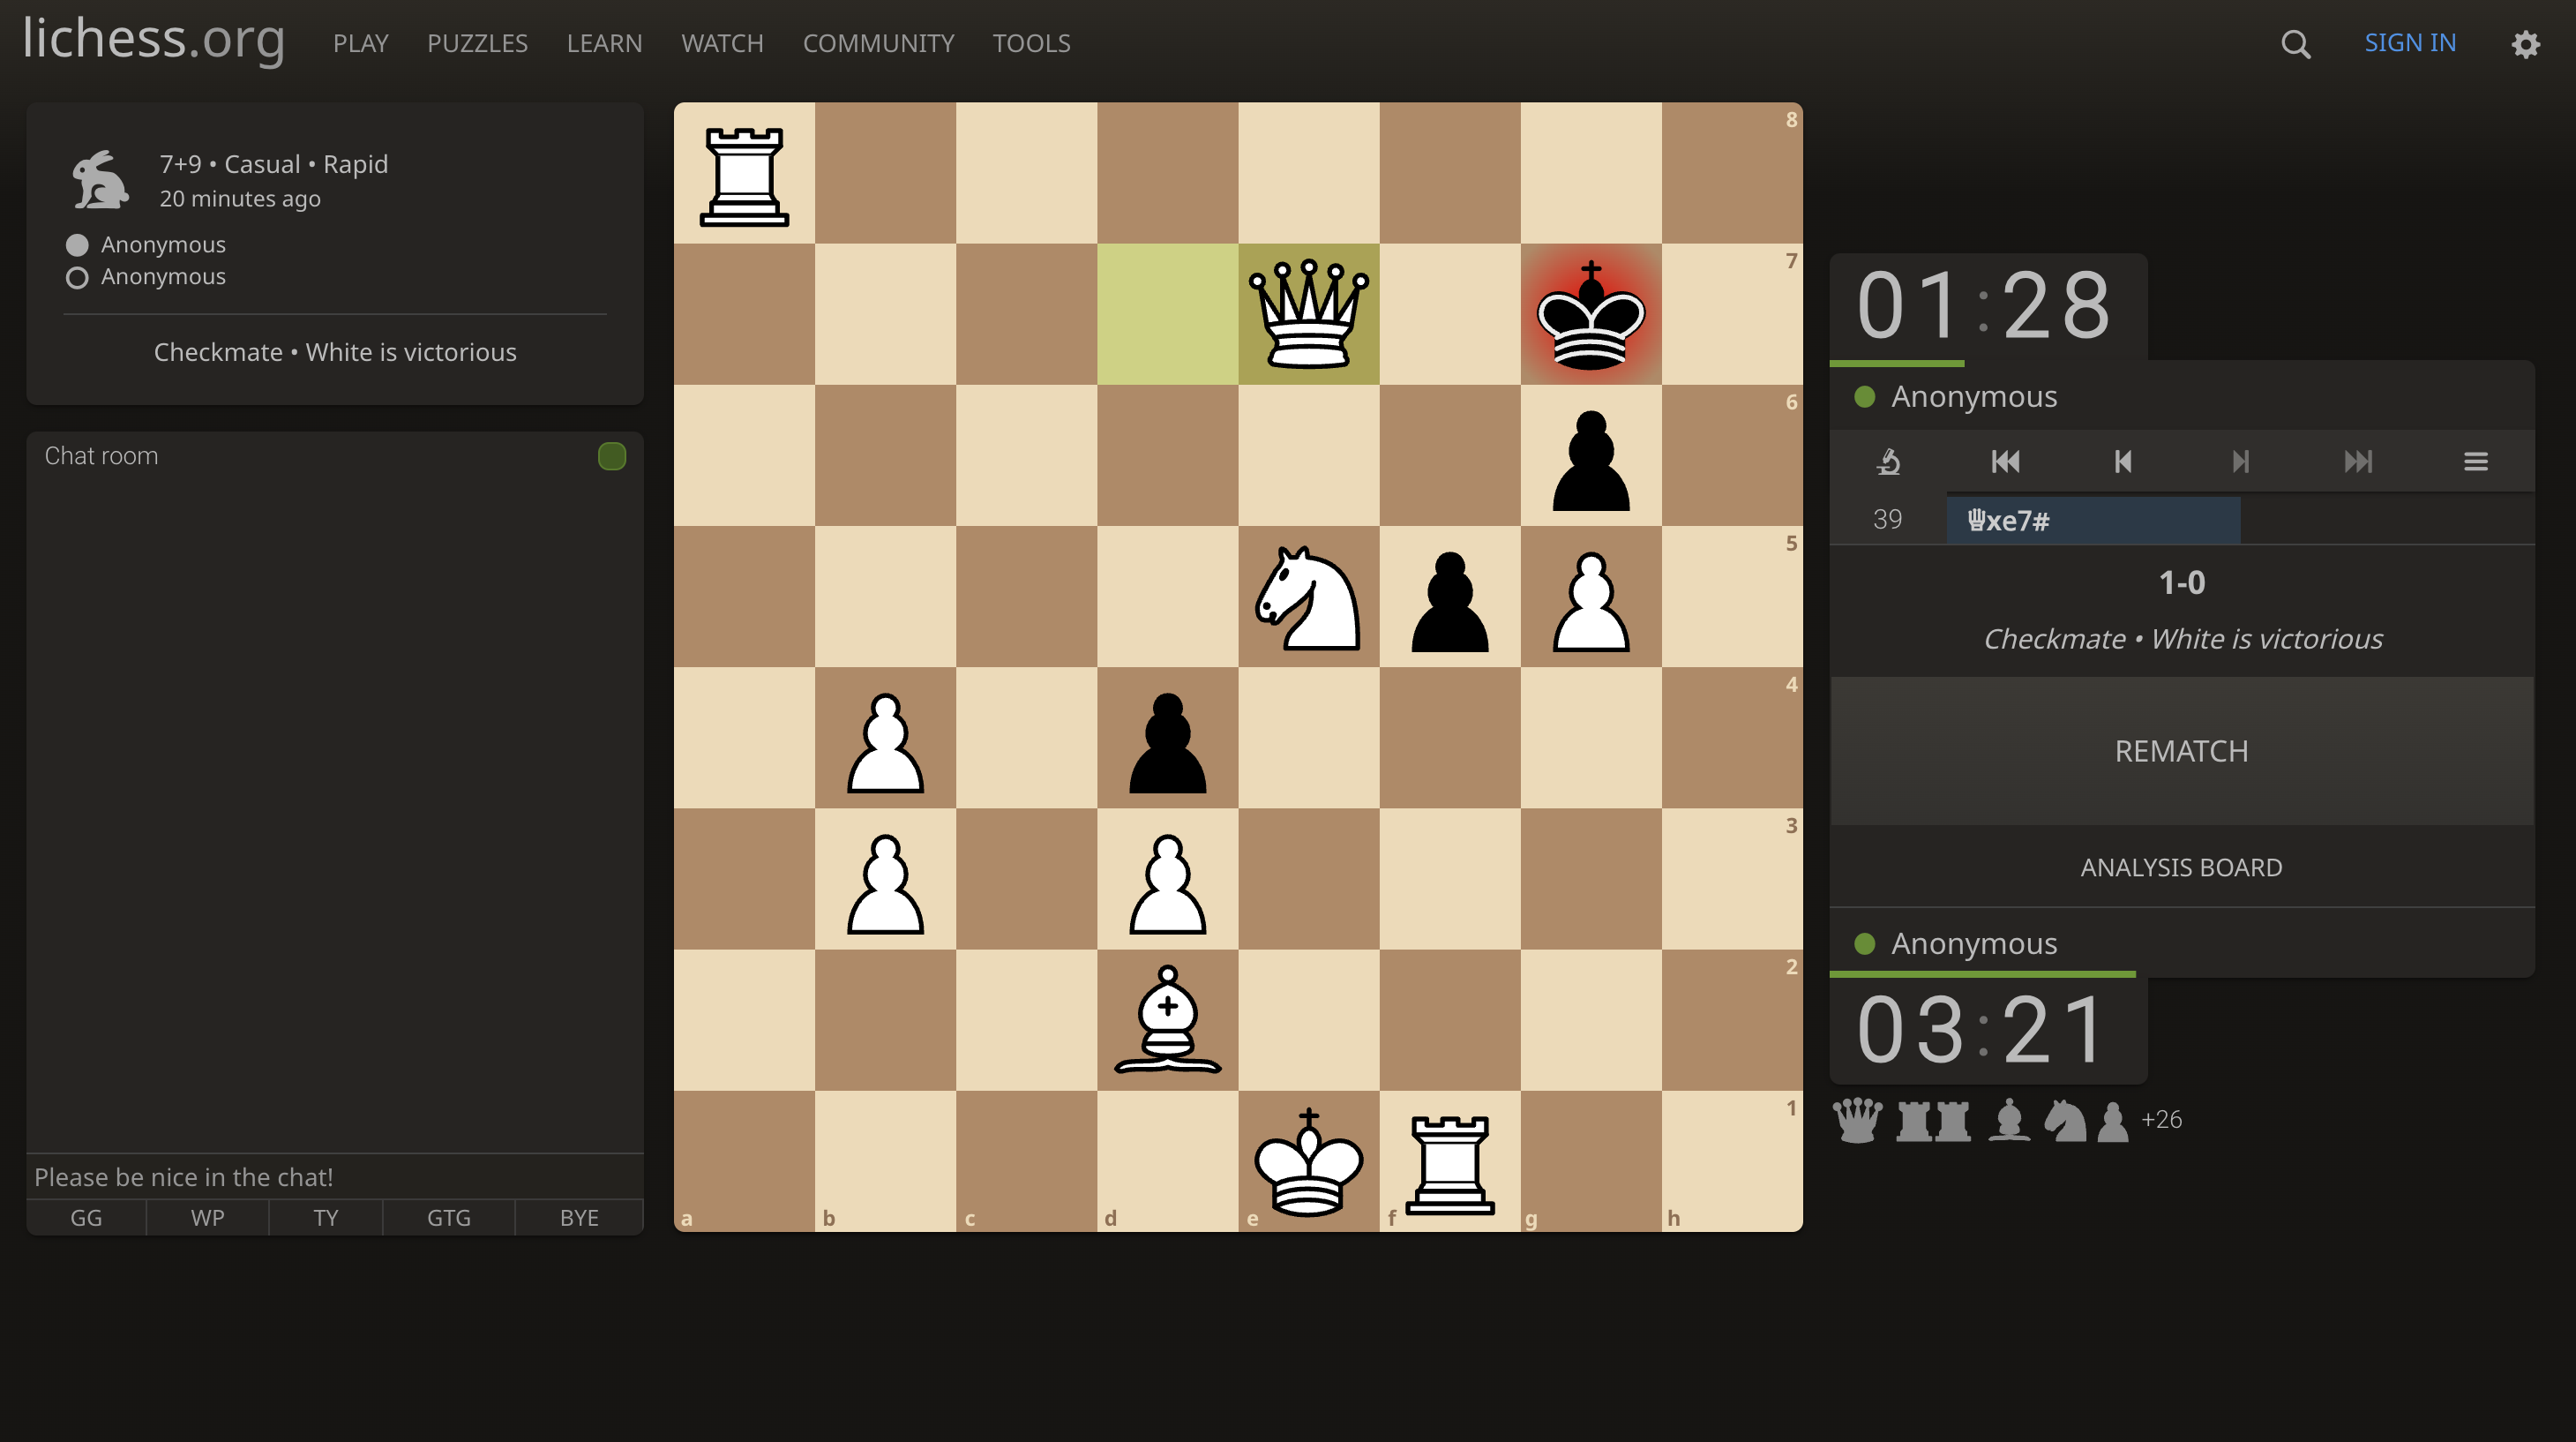 lichess.org PLAY PUZZLES LEARN WATCH COMMUNITY TOOLS SIGN IN
7+9 • Casual • Rapid
20 minutes ago
Anonymous
Anonymous
Checkmate • White is victorious
Chat room
Please be nice in the chat!
GG WP TY GTG BYE
8
7
6
5
4
3
2
1
a b c d e f g h
01:28
Anonymous
39 ♕xe7#
1-0
Checkmate • White is victorious
REMATCH
ANALYSIS BOARD
Anonymous
03:21
+26